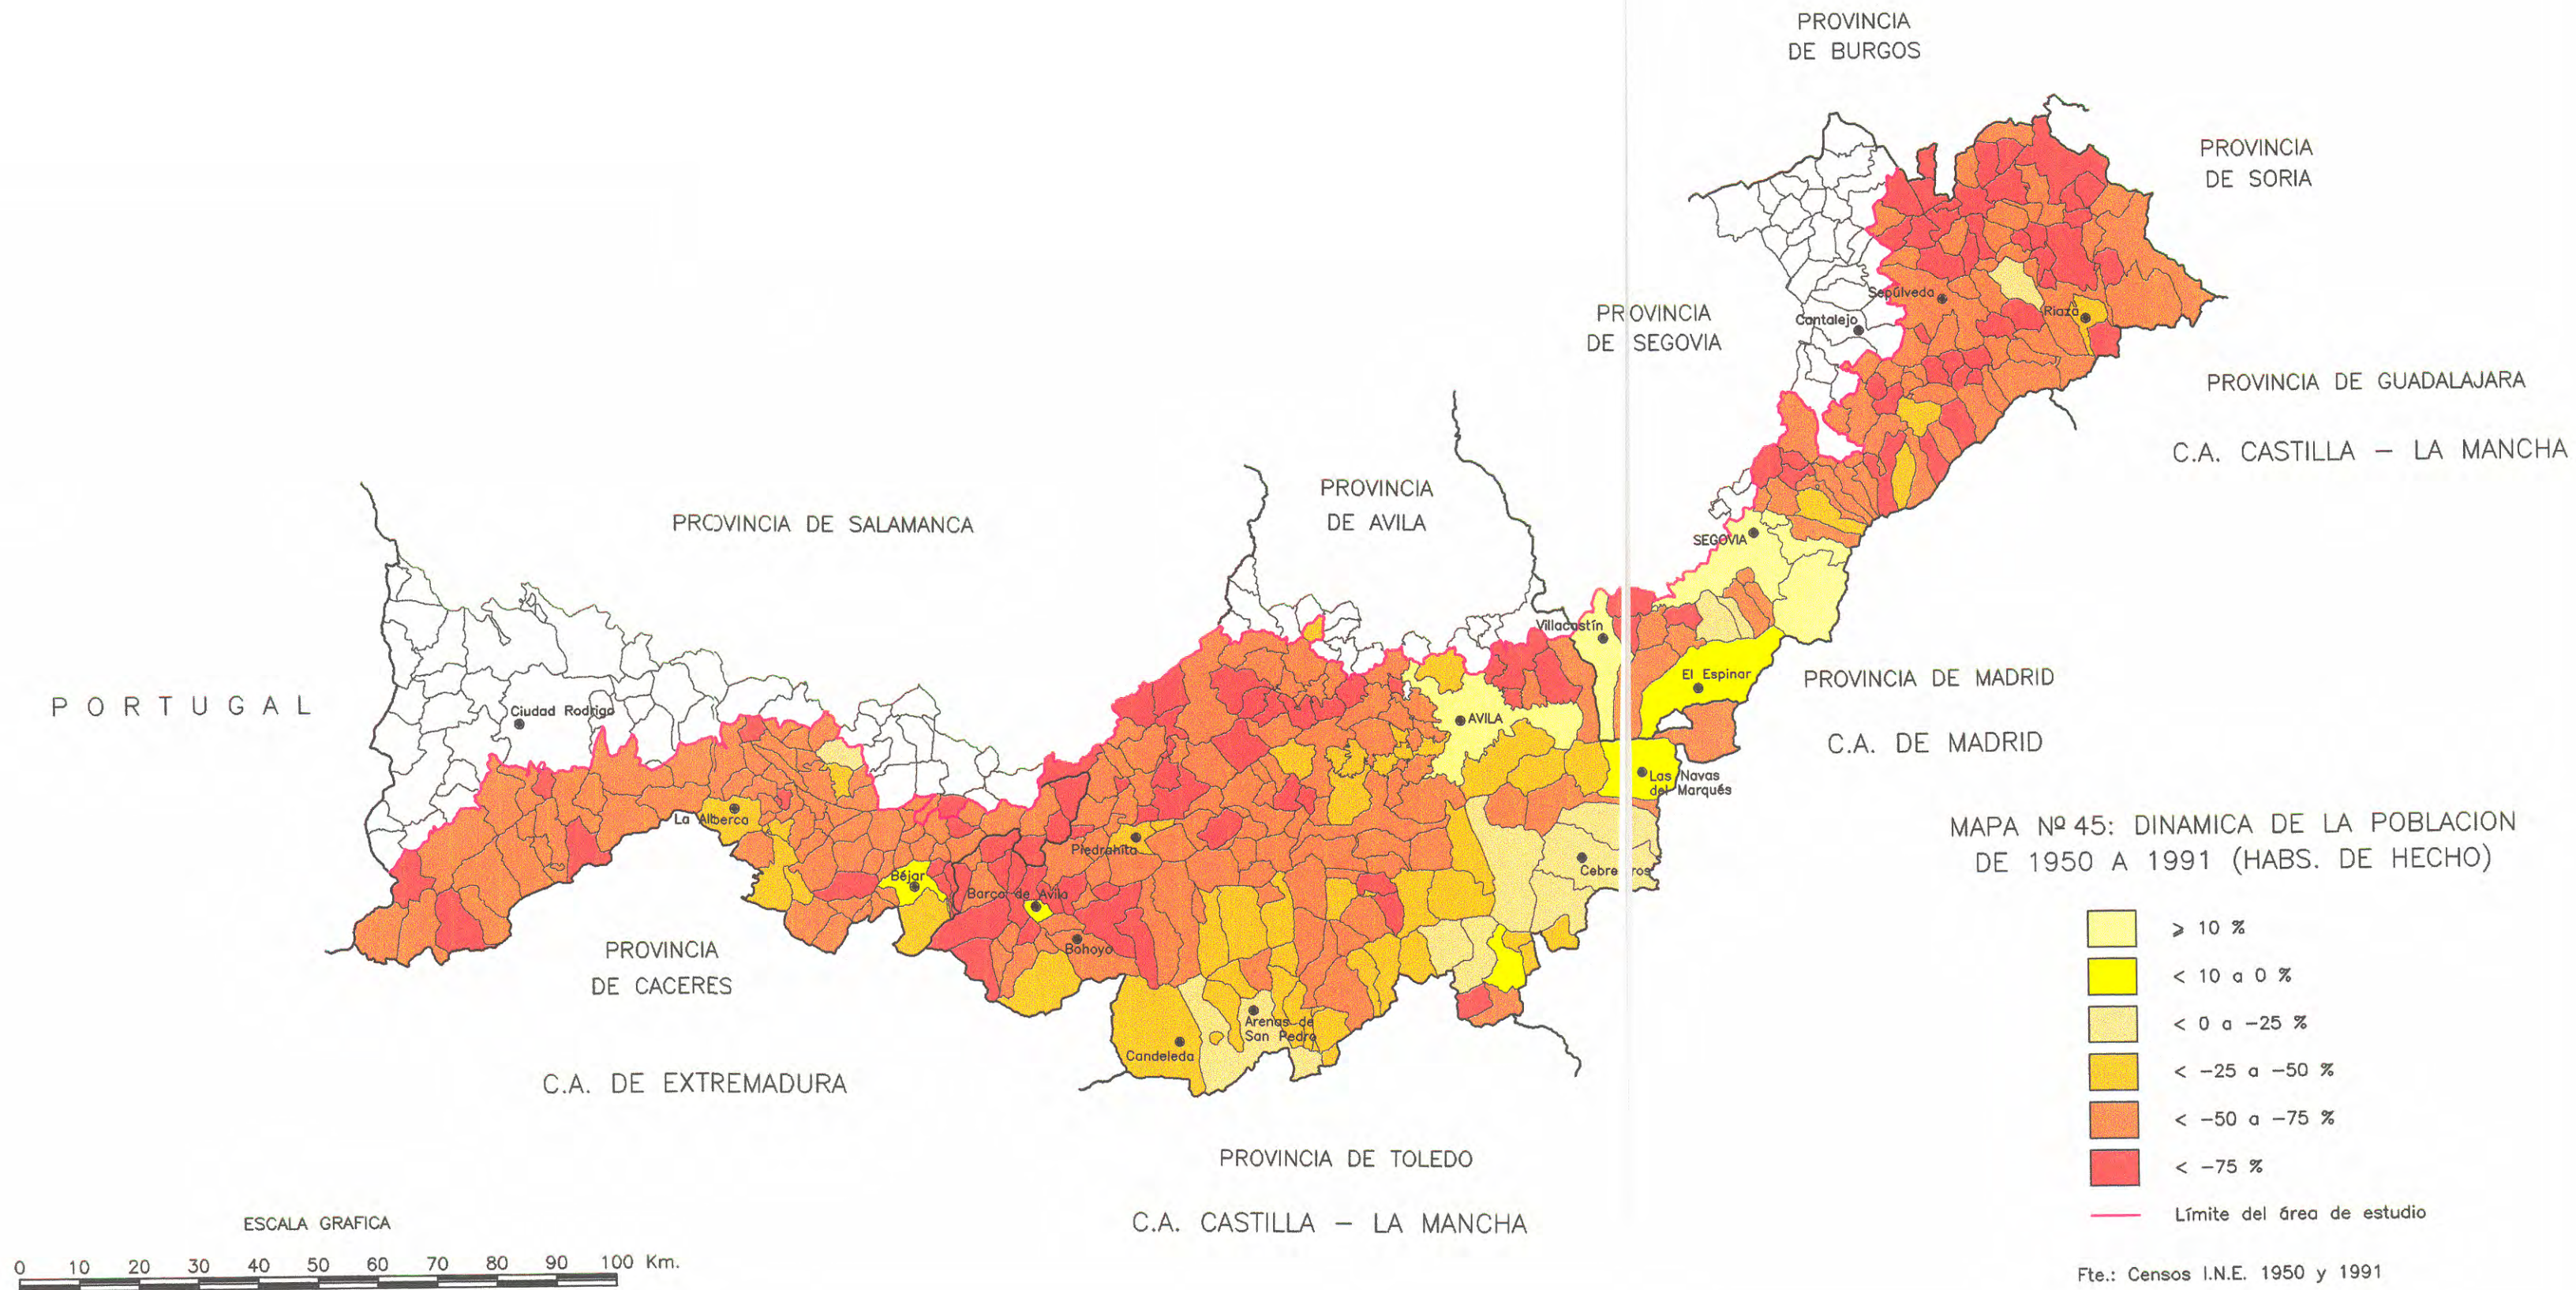 PROVINCIA
DE BURGOS
PROVINCIA
DE SORIA
PROVINCIA
DE SEGOVIA
Sepúlveda
Cantalejo
Riaza
PROVINCIA DE GUADALAJARA
C.A. CASTILLA – LA MANCHA
PROVINCIA
DE AVILA
PROVINCIA DE SALAMANCA
SEGOVIA
Villacastín
El Espinar
PROVINCIA DE MADRID
C.A. DE MADRID
PORTUGAL
Ciudad Rodrigo
AVILA
Las Navas
del Marqués
La Alberca
Piedrahíta
Béjar
Barco de Avila
Bohoyo
Cebreros
PROVINCIA
DE CACERES
Arenas de
San Pedro
Candeleda
C.A. DE EXTREMADURA
PROVINCIA DE TOLEDO
C.A. CASTILLA – LA MANCHA
MAPA Nº 45: DINAMICA DE LA POBLACION
DE 1950 A 1991 (HABS. DE HECHO)
⩾ 10 %
< 10 a 0 %
< 0 a -25 %
< -25 a -50 %
< -50 a -75 %
< -75 %
Límite del área de estudio
Fte.: Censos I.N.E. 1950 y 1991
ESCALA GRAFICA
0 10 20 30 40 50 60 70 80 90 100 Km.